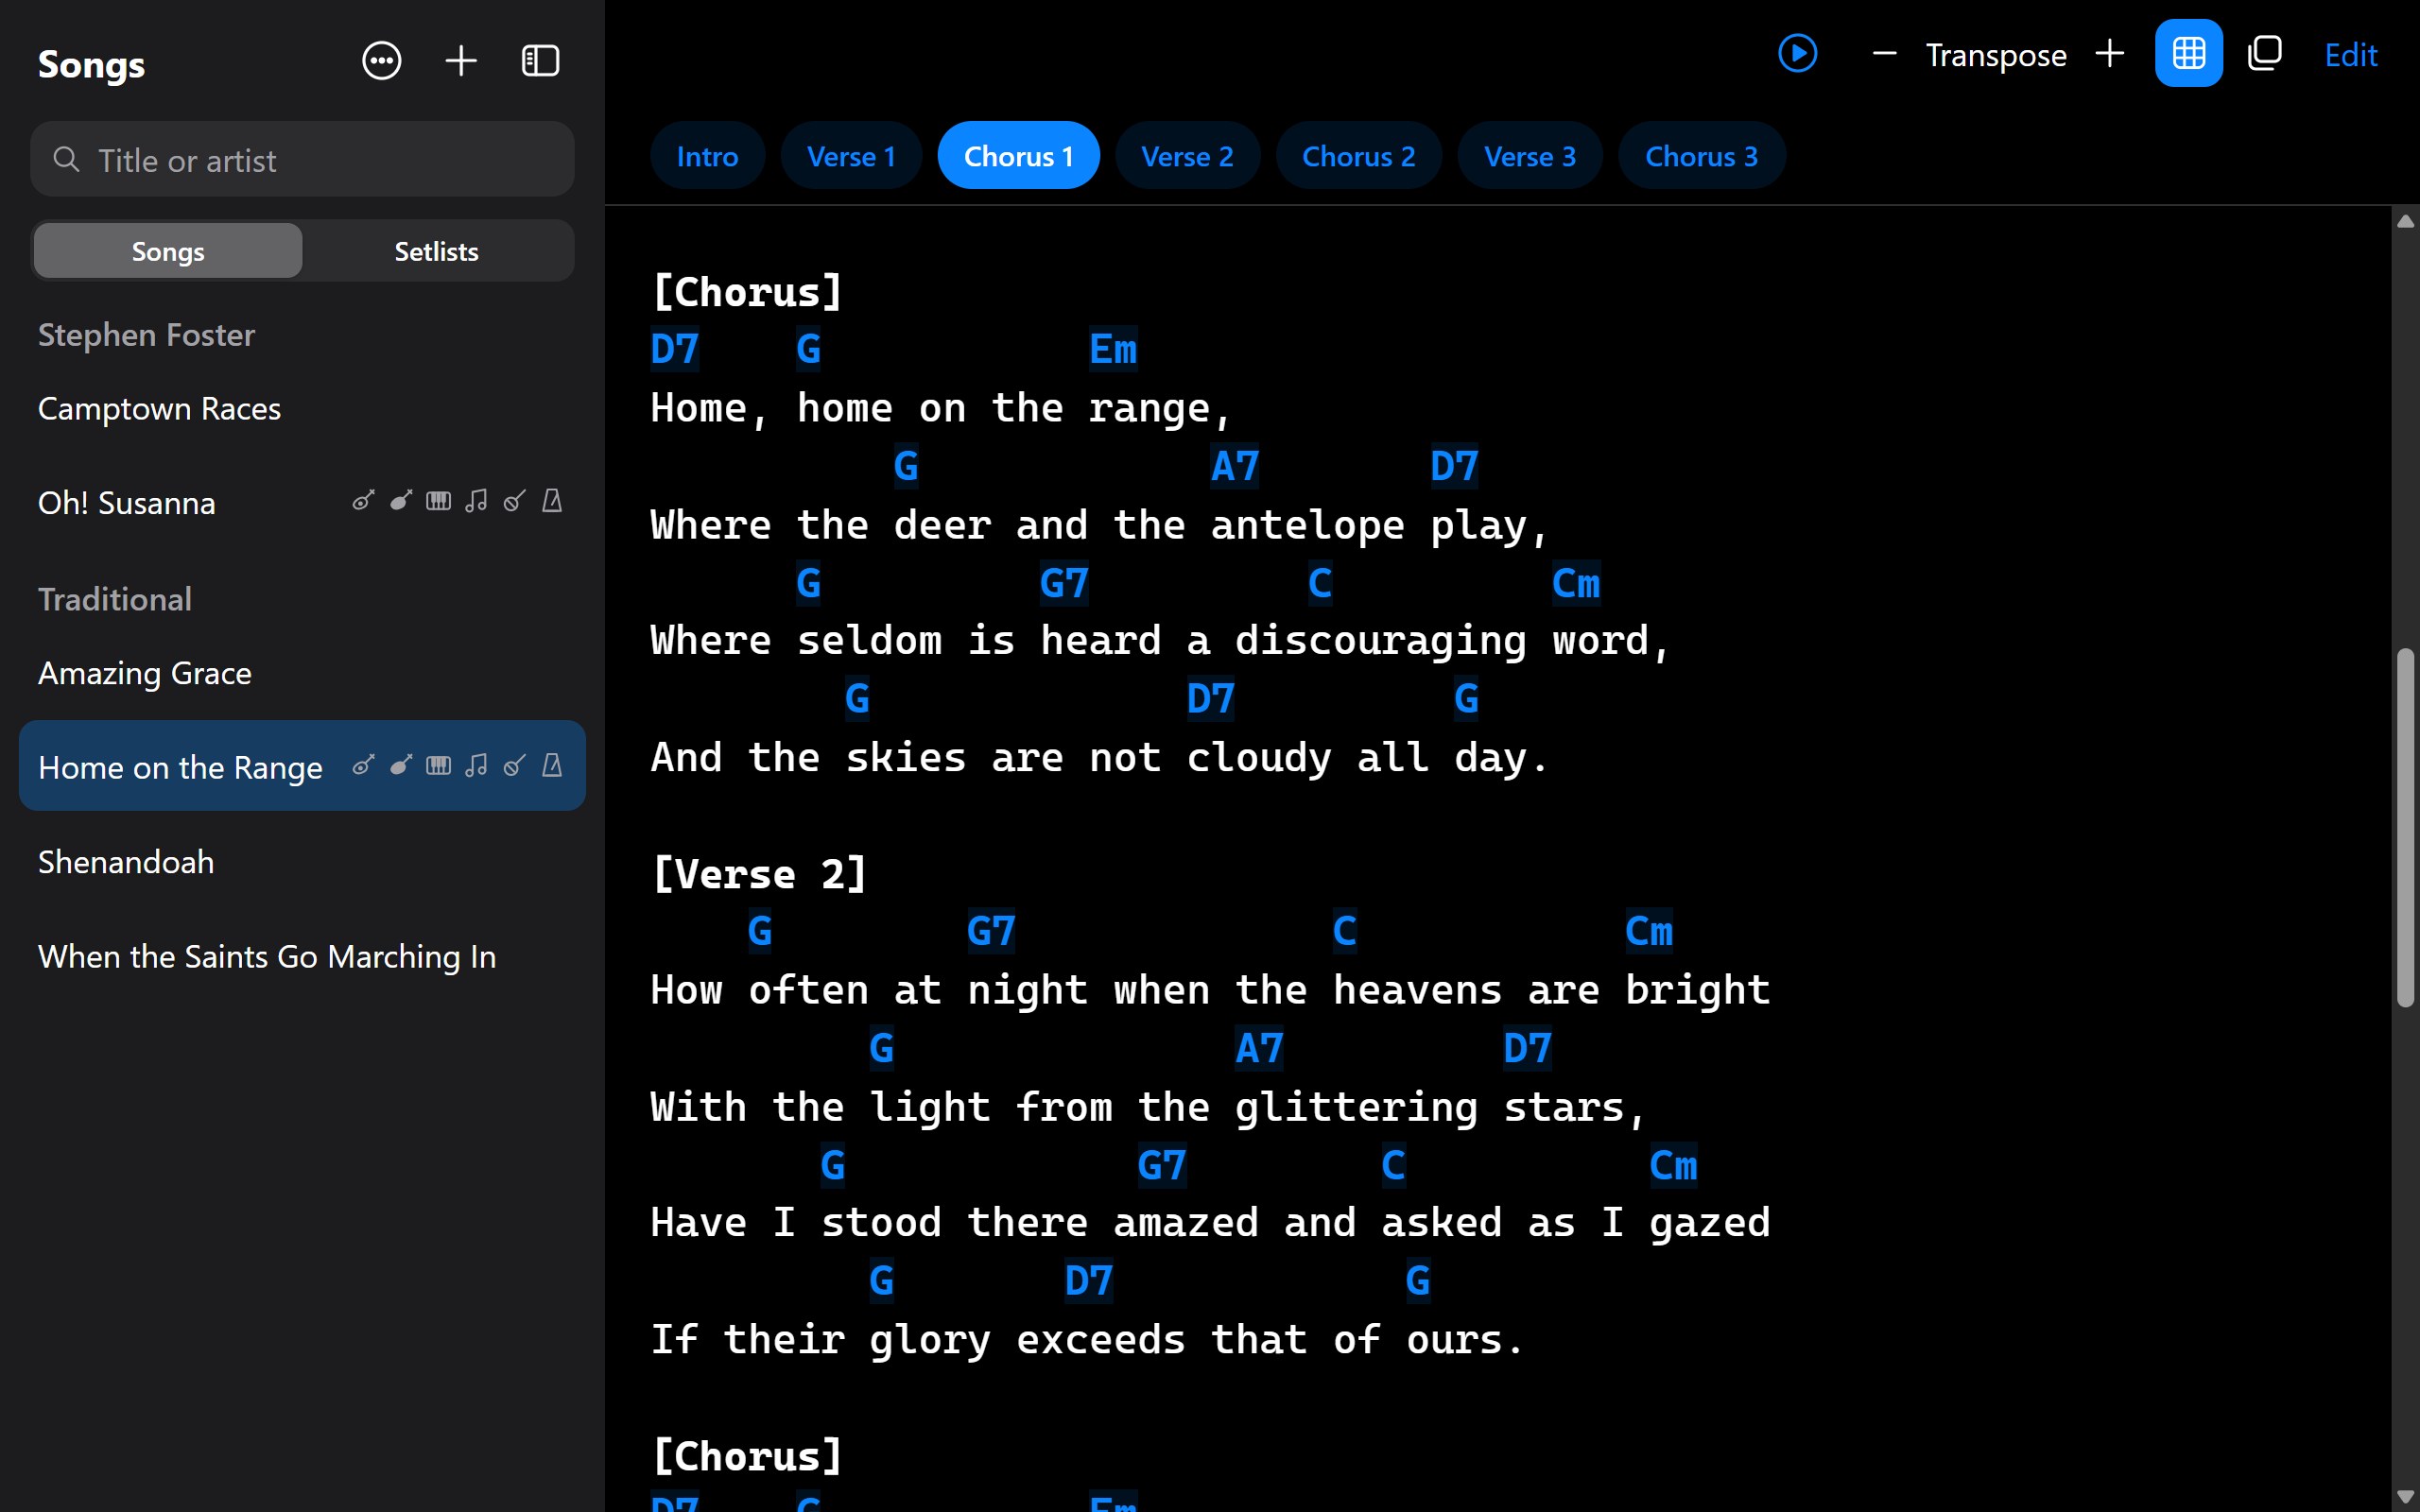 Songs
Title or artist
Songs Setlists
Stephen Foster
Camptown Races
Oh! Susanna
Traditional
Amazing Grace
Home on the Range
Shenandoah
When the Saints Go Marching In
Transpose Edit
Intro Verse 1 Chorus 1 Verse 2 Chorus 2 Verse 3 Chorus 3
[Chorus]
D7    G           Em
Home, home on the range,
          G            A7       D7
Where the deer and the antelope play,
      G         G7         C         Cm
Where seldom is heard a discouraging word,
        G             D7         G
And the skies are not cloudy all day.
[Verse 2]
    G        G7             C           Cm
How often at night when the heavens are bright
         G              A7         D7
With the light from the glittering stars,
       G            G7        C          Cm
Have I stood there amazed and asked as I gazed
         G       D7            G
If their glory exceeds that of ours.
[Chorus]
D7    G           Em